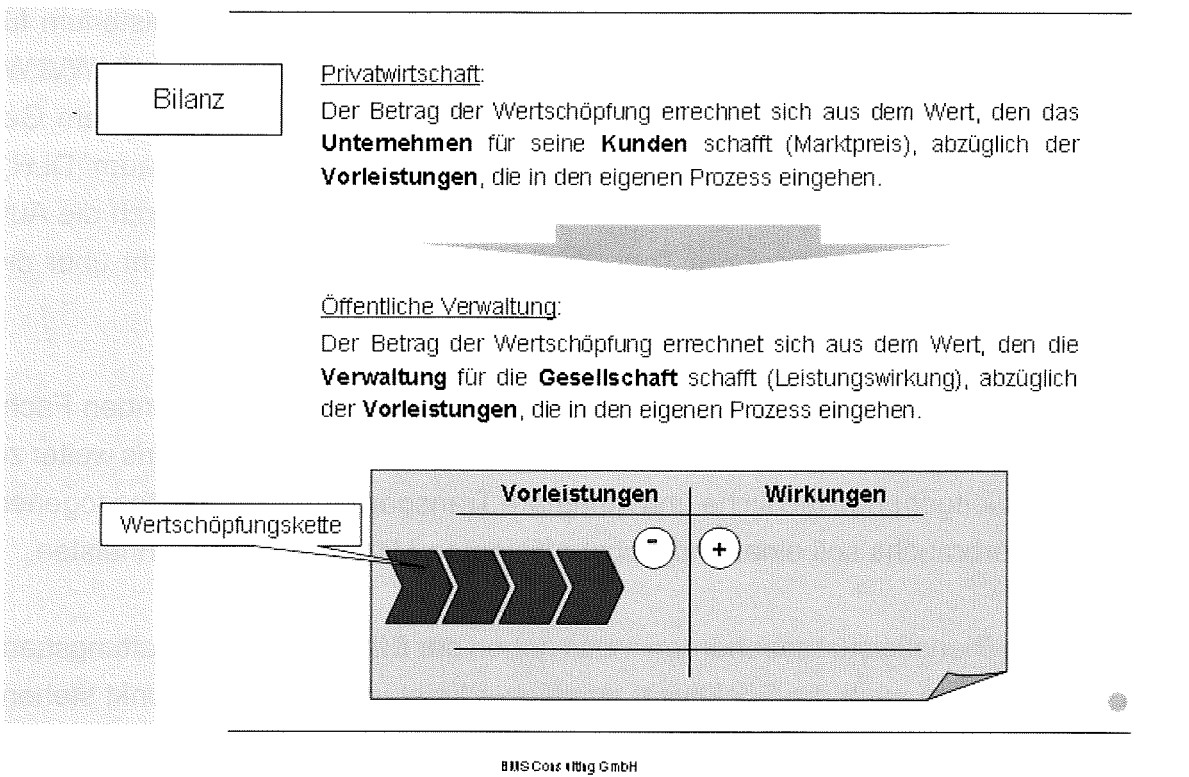 Bilanz
Privatwirtschaft:
Der Betrag der Wertschöpfung errechnet sich aus dem Wert, den das
Unternehmen für seine Kunden schafft (Marktpreis), abzüglich der
Vorleistungen, die in den eigenen Prozess eingehen.
Öffentliche Verwaltung:
Der Betrag der Wertschöpfung errechnet sich aus dem Wert, den die
Verwaltung für die Gesellschaft schafft (Leistungswirkung), abzüglich
der Vorleistungen, die in den eigenen Prozess eingehen.
Vorleistungen Wirkungen
Wertschöpfungskette
- +
BMS Consulting GmbH